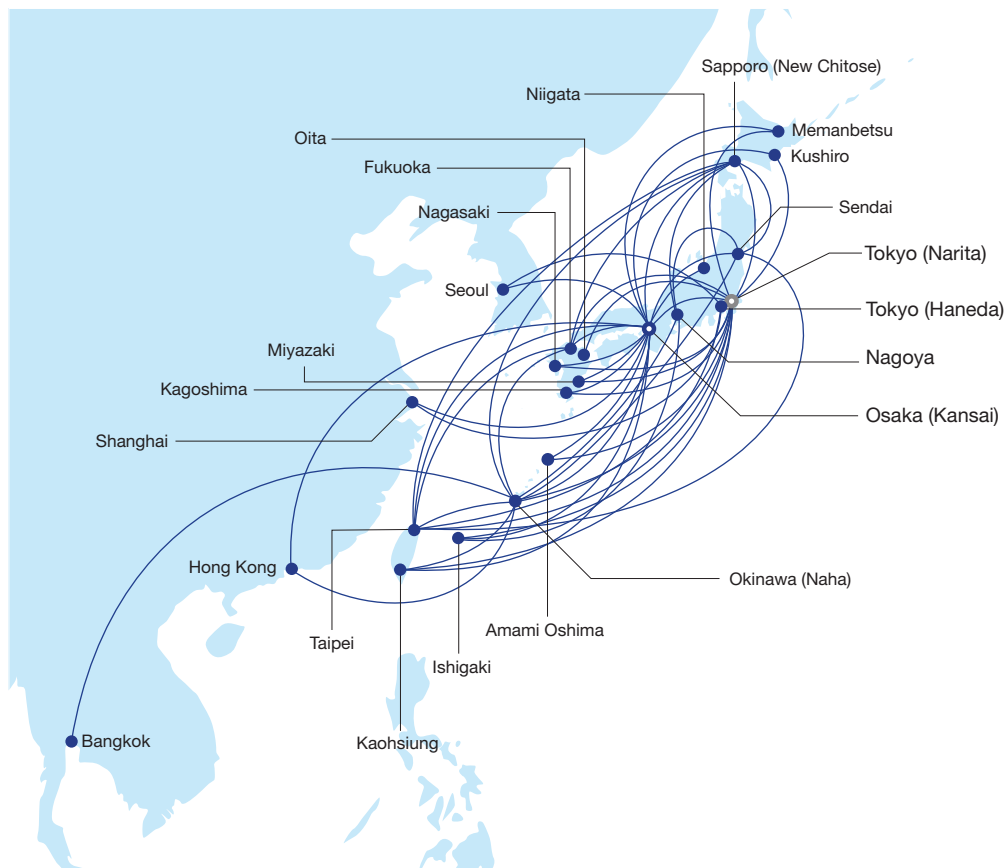 Sapporo (New Chitose)
Niigata
Memanbetsu
Oita
Kushiro
Fukuoka
Nagasaki
Sendai
Tokyo (Narita)
Seoul
Tokyo (Haneda)
Miyazaki
Nagoya
Kagoshima
Osaka (Kansai)
Shanghai
Hong Kong
Okinawa (Naha)
Amami Oshima
Taipei
Ishigaki
Bangkok
Kaohsiung